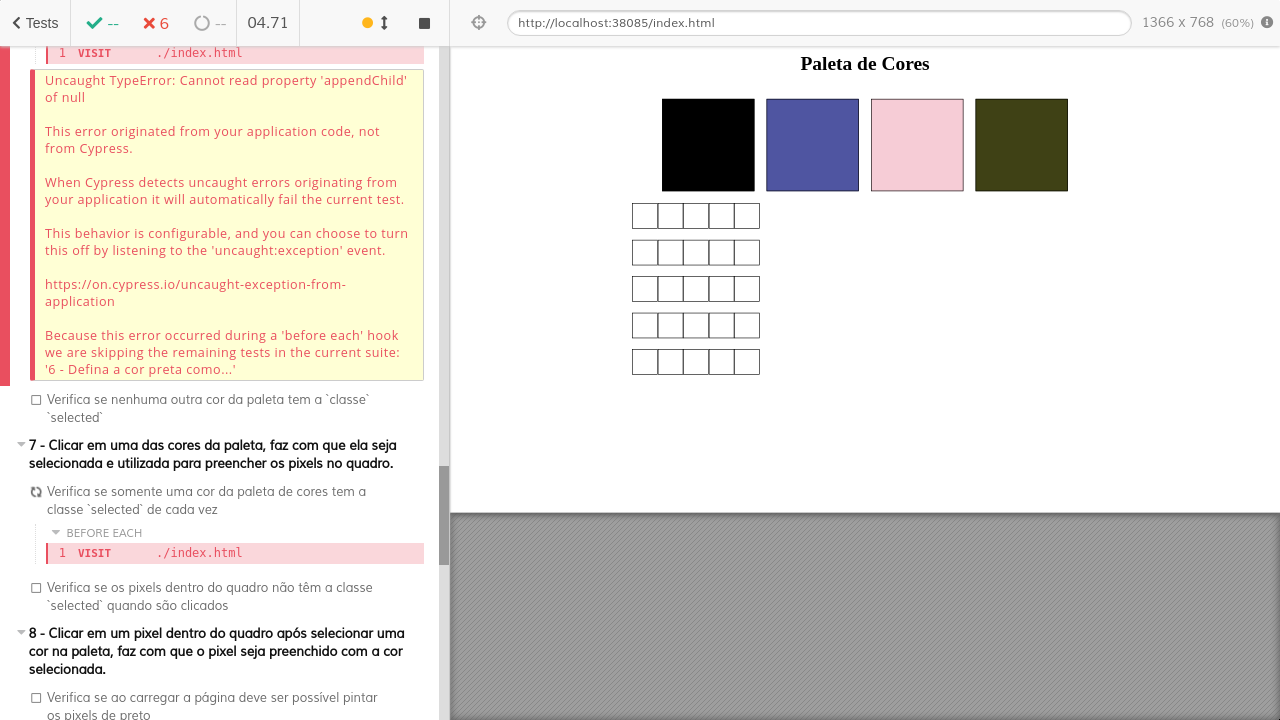 Tests
--
6
--
04.71
http://localhost:38085/index.html
1366 x 768 (60%)
1 VISIT ./index.html
Uncaught TypeError: Cannot read property 'appendChild'
of null
This error originated from your application code, not
from Cypress.
When Cypress detects uncaught errors originating from
your application it will automatically fail the current test.
This behavior is configurable, and you can choose to turn
this off by listening to the 'uncaught:exception' event.
https://on.cypress.io/uncaught-exception-from-
application
Because this error occurred during a 'before each' hook
we are skipping the remaining tests in the current suite:
'6 - Defina a cor preta como...'
Verifica se nenhuma outra cor da paleta tem a `classe`
`selected`
7 - Clicar em uma das cores da paleta, faz com que ela seja
selecionada e utilizada para preencher os pixels no quadro.
Verifica se somente uma cor da paleta de cores tem a
classe `selected` de cada vez
BEFORE EACH
1 VISIT ./index.html
Verifica se os pixels dentro do quadro não têm a classe
`selected` quando são clicados
8 - Clicar em um pixel dentro do quadro após selecionar uma
cor na paleta, faz com que o pixel seja preenchido com a cor
selecionada.
Verifica se ao carregar a página deve ser possível pintar
os pixels de preto
Paleta de Cores